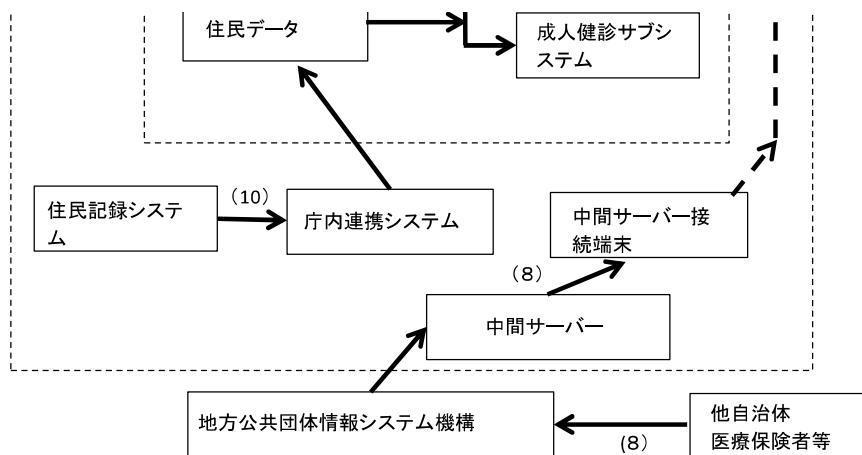 住民データ
成人健診サブシ
ステム
(10)
住民記録システ
ム
庁内連携システム
中間サーバー接
続端末
(8)
中間サーバー
地方公共団体情報システム機構
(8)
他自治体
医療保険者等